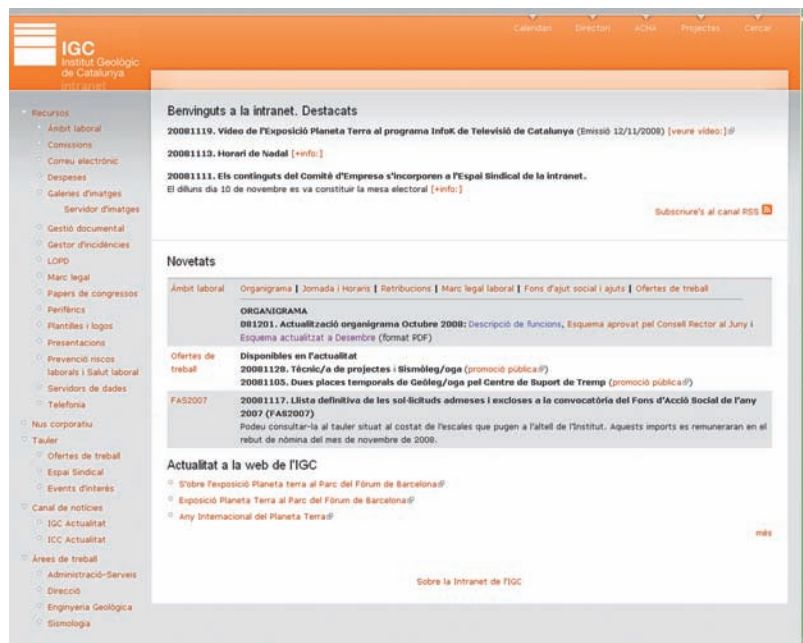 Calendari Directori ACHA Projectes Cercar
IGC
Institut Geològic
de Catalunya
intranet
Recursos
Àmbit laboral
Comissions
Correu electrònic
Despeses
Galeries d'imatges
Servidor d'imatges
Gestió documental
Gestor d'incidències
LOPD
Marc legal
Papers de congressos
Perifèrics
Plantilles i logos
Presentacions
Prevenció riscos
laborals i Salut laboral
Servidors de dades
Telefonia
Nus corporatiu
Tauler
Ofertes de treball
Espai Sindical
Events d'interès
Canal de notícies
IGC Actualitat
ICC Actualitat
Àrees de treball
Administració-Serveis
Direcció
Enginyeria Geològica
Sismologia
Benvinguts a la intranet. Destacats
20081119. Vídeo de l'Exposició Planeta Terra al programa InfoK de Televisió de Catalunya (Emissió 12/11/2008) [veure vídeo:]
20081113. Horari de Nadal [+info:]
20081111. Els continguts del Comitè d'Empresa s'incorporen a l'Espai Sindical de la intranet.
El dilluns dia 10 de novembre es va constituir la mesa electoral [+info:]
Subscriure's al canal RSS
Novetats
Àmbit laboral
Organigrama | Jornada i Horaris | Retribucions | Marc legal laboral | Fons d'ajut social i ajuts | Ofertes de treball
ORGANIGRAMA
081201. Actualització organigrama Octubre 2008: Descripció de funcions, Esquema aprovat pel Consell Rector al Juny i
Esquema actualitzat a Desembre (format PDF)
Ofertes de
treball
Disponibles en l'actualitat
20081128. Tècnic/a de projectes i Sismòleg/oga (promoció pública)
20081105. Dues places temporals de Geòleg/oga pel Centre de Suport de Tremp (promoció pública)
FAS2007
20081117. Llista definitiva de les sol·licituds admeses i excloses a la convocatòria del Fons d'Acció Social de l'any
2007 (FAS2007)
Podeu consultar-la al tauler situat al costat de l'escales que pugen a l'altell de l'Institut. Aquests imports es remuneraran en el
rebut de nòmina del mes de novembre de 2008.
Actualitat a la web de l'IGC
S'obre l'exposició Planeta terra al Parc del Fòrum de Barcelona
Exposició Planeta Terra al Parc del Fòrum de Barcelona
Any Internacional del Planeta Terra
més
Sobre la Intranet de l'IGC